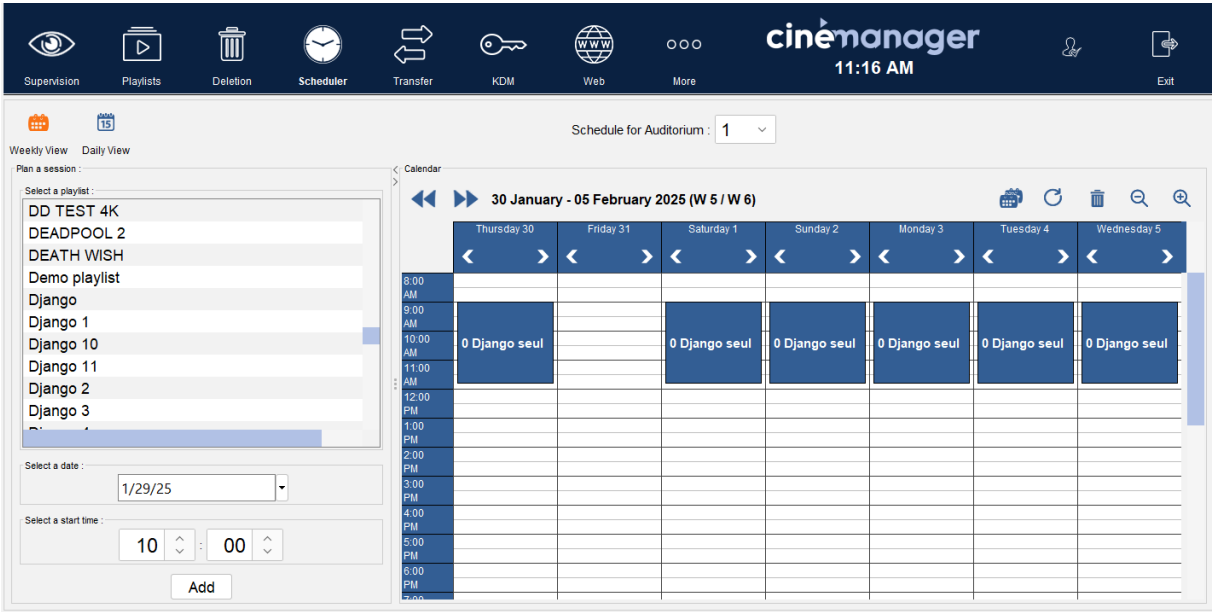 cinémanager
11:16 AM
Supervision
Playlists
Deletion
Scheduler
Transfer
WWW
KDM
Web
More
Exit
15
Weekly View
Daily View
Schedule for Auditorium :
1
Plan a session :
Select a playlist :
DD TEST 4K
DEADPOOL 2
DEATH WISH
Demo playlist
Django
Django 1
Django 10
Django 11
Django 2
Django 3
Select a date :
1/29/25
Select a start time :
10 : 00
Add
Calendar
30 January - 05 February 2025 (W 5 / W 6)
Thursday 30
Friday 31
Saturday 1
Sunday 2
Monday 3
Tuesday 4
Wednesday 5
8:00
AM
9:00
AM
10:00
AM
11:00
AM
12:00
PM
1:00
PM
2:00
PM
3:00
PM
4:00
PM
5:00
PM
6:00
PM
0 Django seul
0 Django seul
0 Django seul
0 Django seul
0 Django seul
0 Django seul